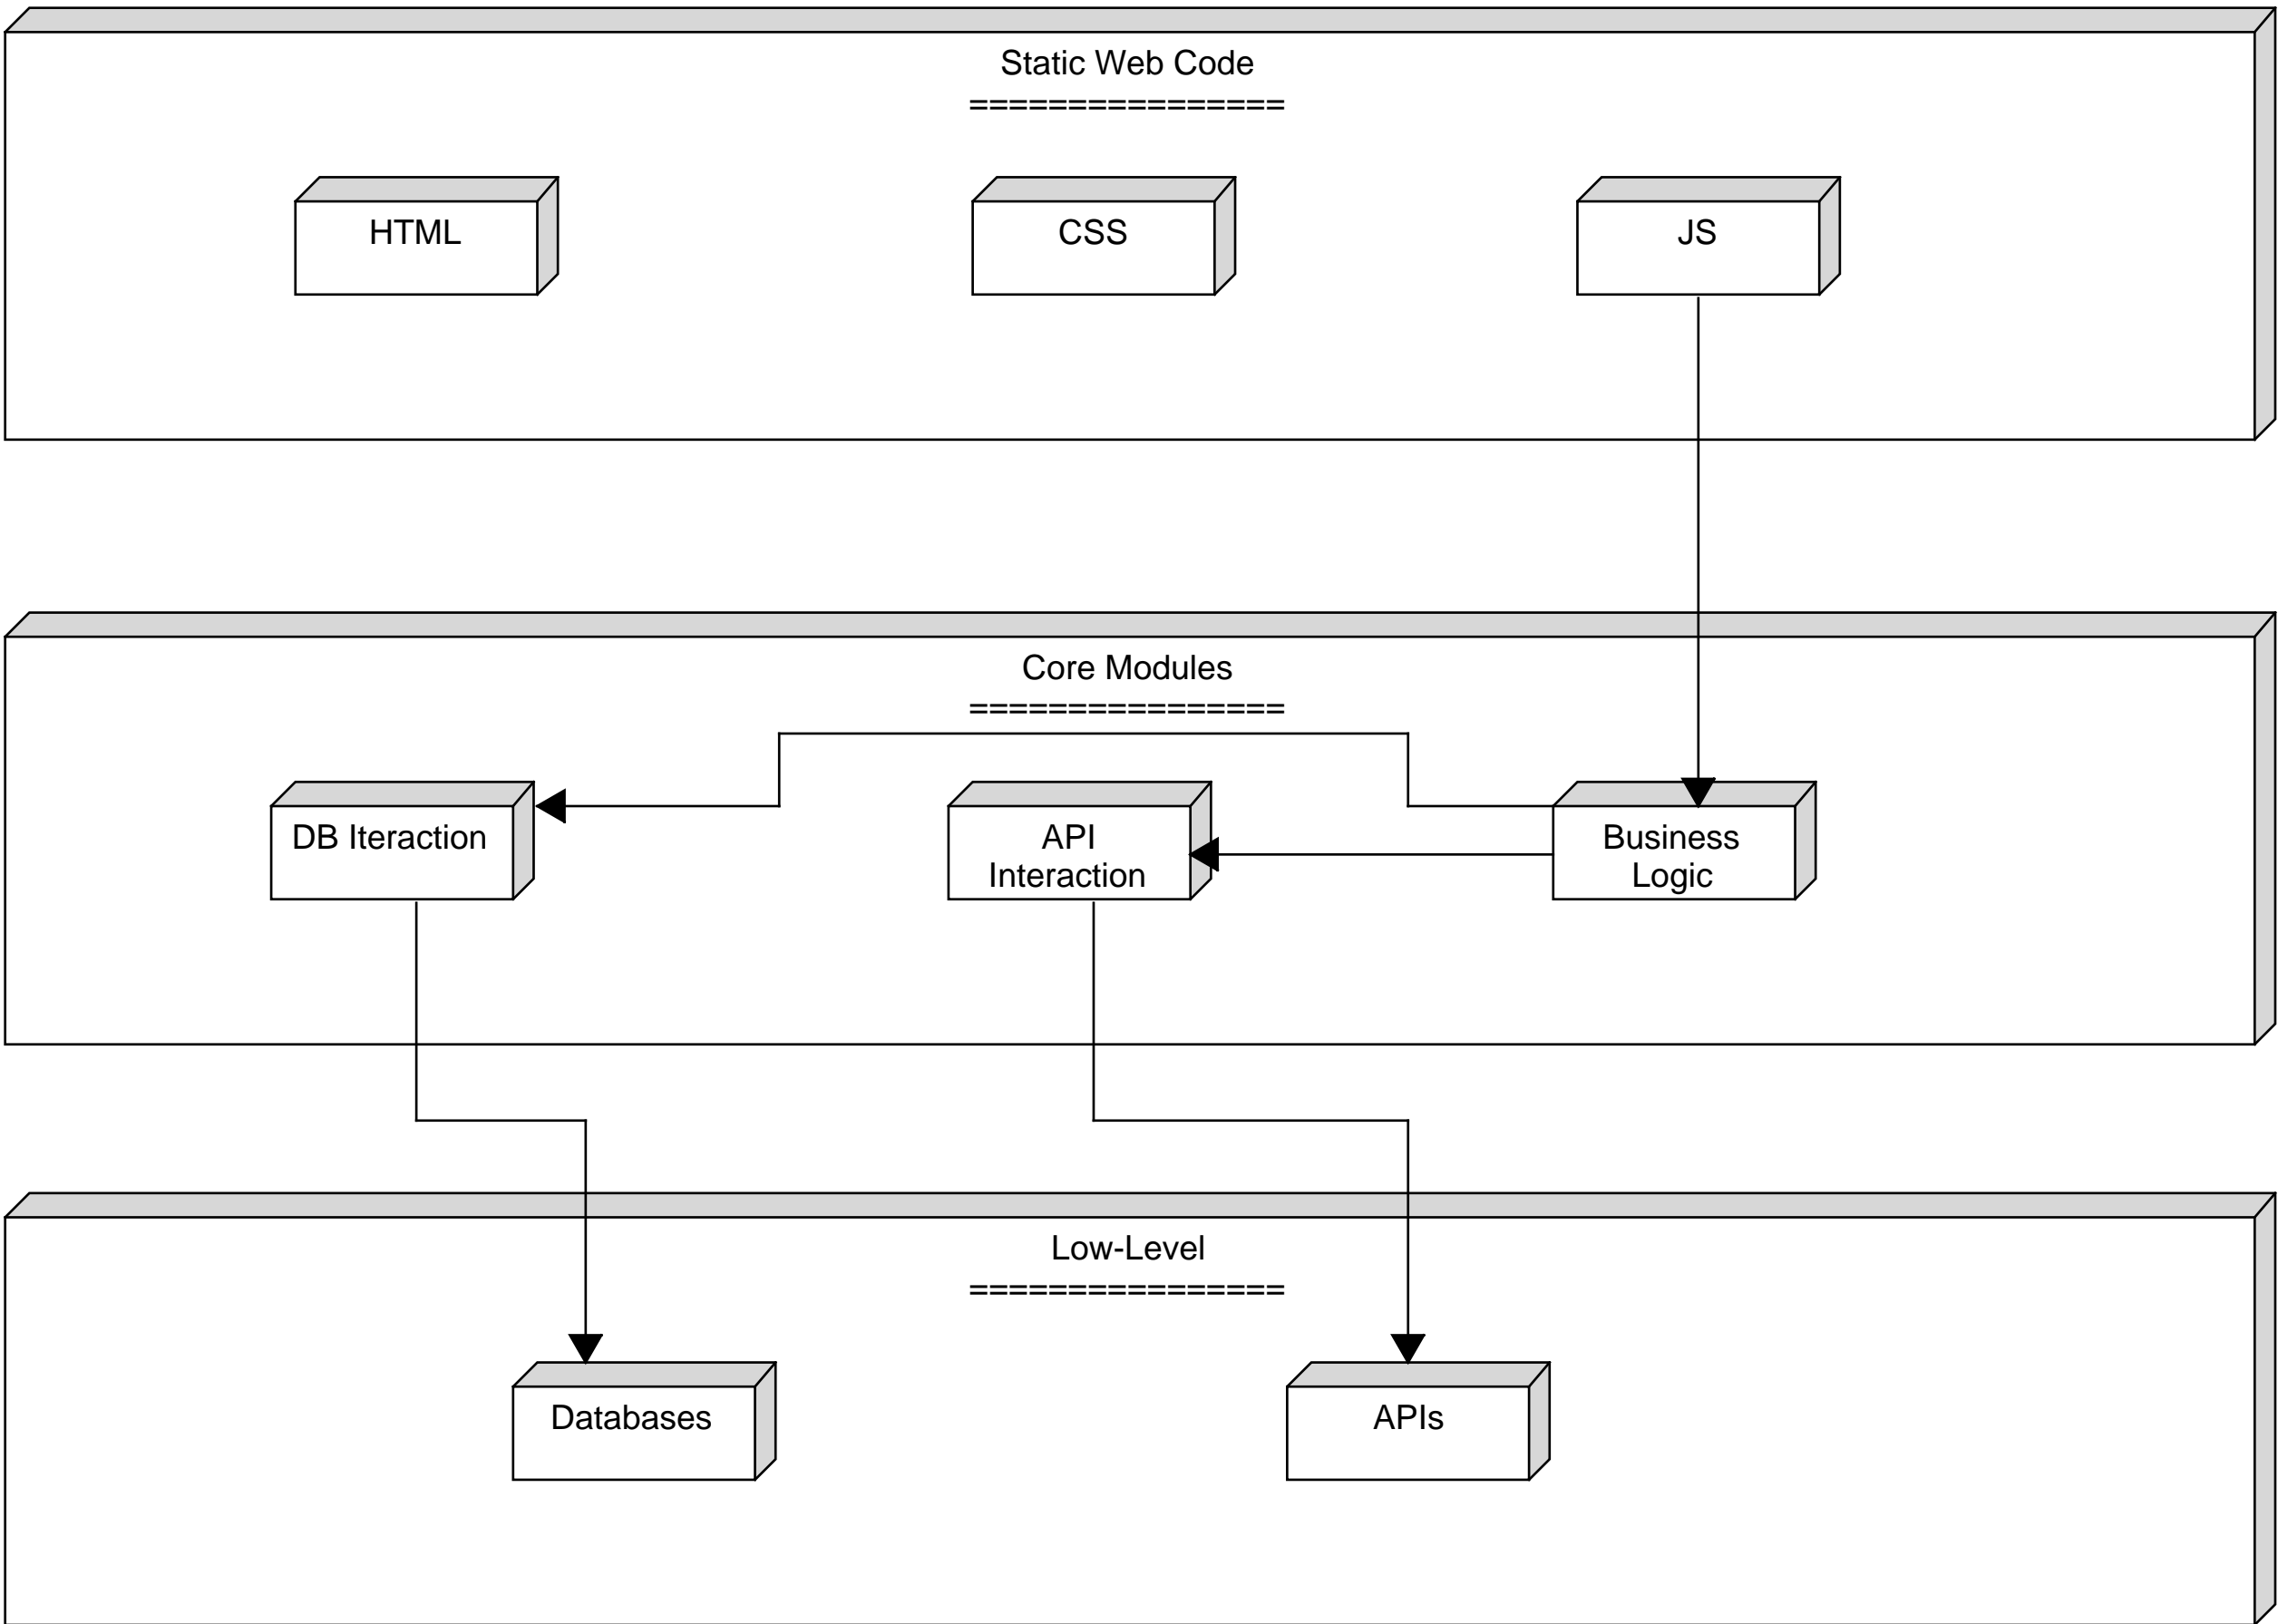 Static Web Code
================
HTML
CSS
JS
Core Modules
================
DB Iteraction
API
Interaction
Business
Logic
Low-Level
================
Databases
APIs